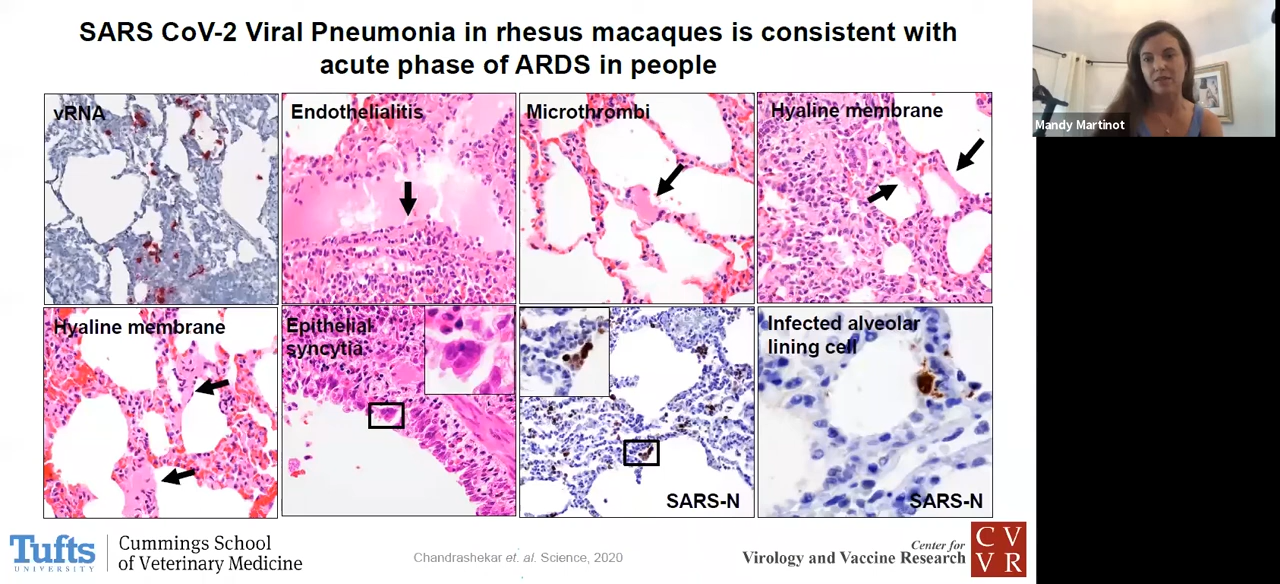 SARS CoV-2 Viral Pneumonia in rhesus macaques is consistent with
acute phase of ARDS in people
vRNA
Endothelialitis
Microthrombi
Hyaline membrane
Hyaline membrane
Epithelial
syncytia
SARS-N
Infected alveolar
lining cell
SARS-N
Tufts
UNIVERSITY
Cummings School
of Veterinary Medicine
Chandrashekar et. al. Science, 2020
Center for
Virology and Vaccine Research
C V
V R
Mandy Martinot